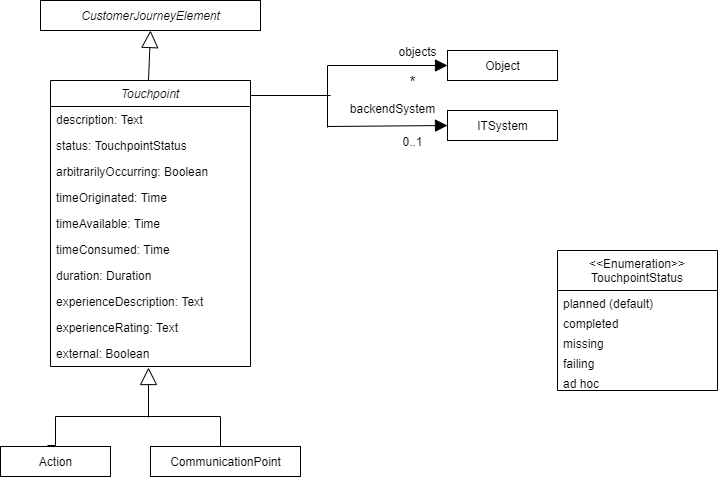 CustomerJourneyElement
Touchpoint
description: Text
status: TouchpointStatus
arbitrarilyOccurring: Boolean
timeOriginated: Time
timeAvailable: Time
timeConsumed: Time
duration: Duration
experienceDescription: Text
experienceRating: Text
external: Boolean
objects
*
Object
backendSystem
0..1
ITSystem
<<Enumeration>>
TouchpointStatus
planned (default)
completed
missing
failing
ad hoc
Action
CommunicationPoint